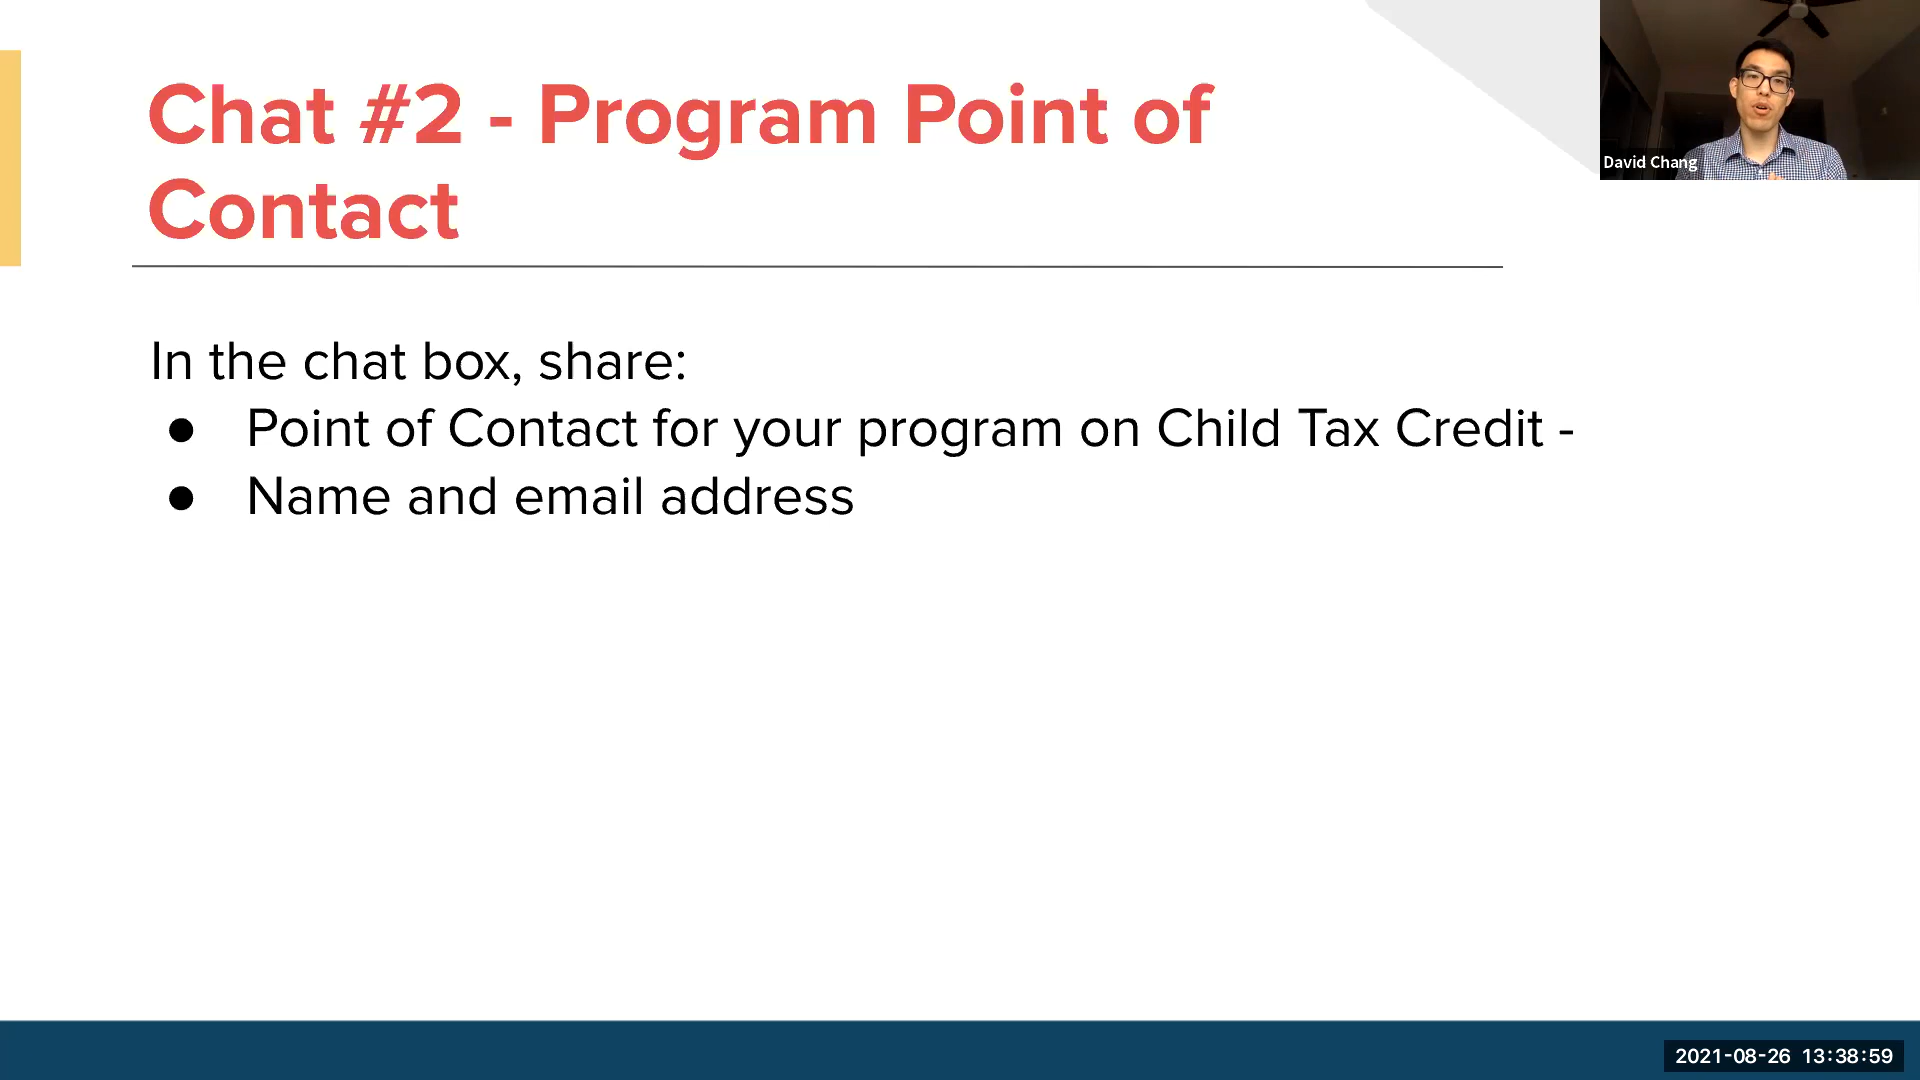 Chat #2 - Program Point of
Contact
David Chang
In the chat box, share:
● Point of Contact for your program on Child Tax Credit -
● Name and email address
2021-08-26 13:38:59